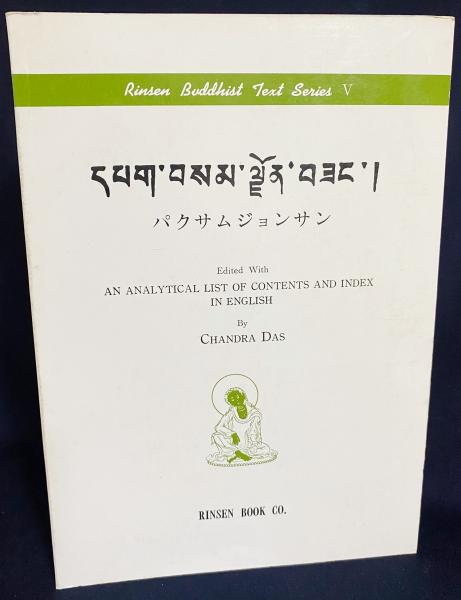 Rinsen Buddhist Text Series V
དཔག་བསམ་ལྗོན་བཟང་།
パクサムジョンサン
Edited With
AN ANALYTICAL LIST OF CONTENTS AND INDEX
IN ENGLISH
By
CHANDRA DAS
RINSEN BOOK CO.